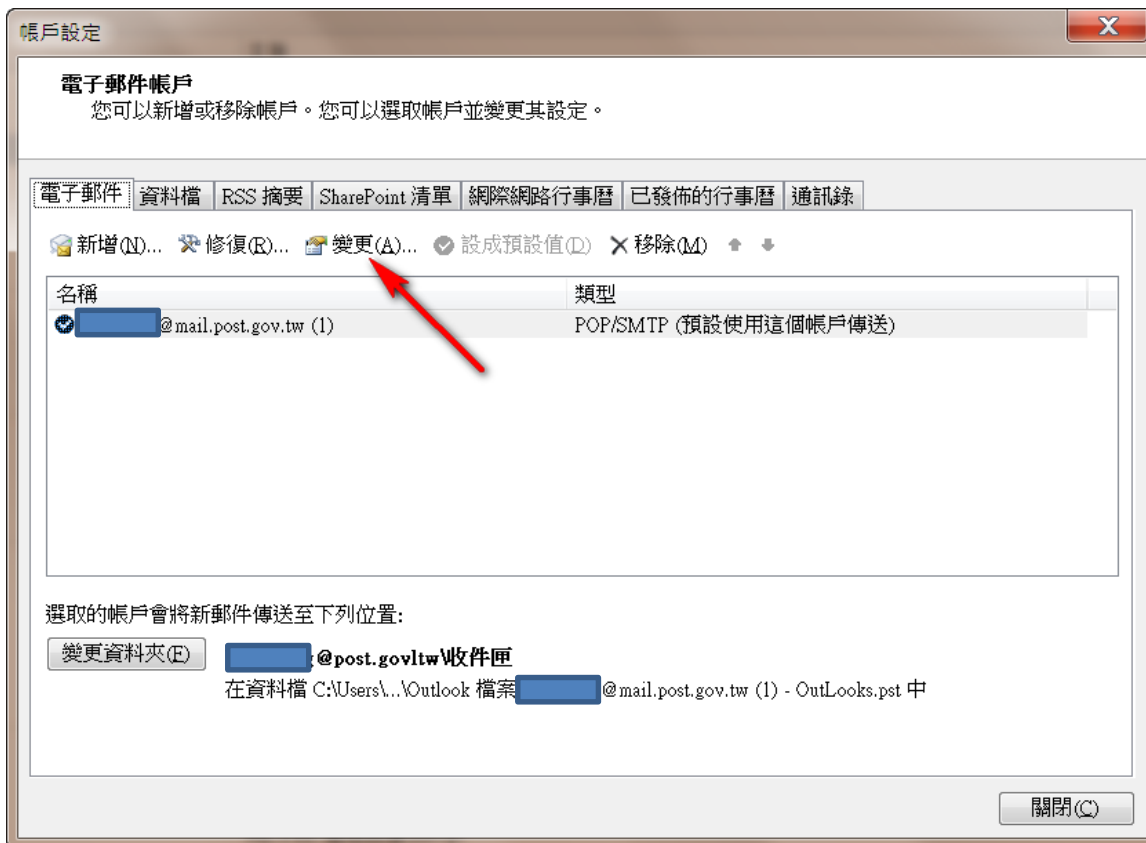 帳戶設定
電子郵件帳戶
您可以新增或移除帳戶。您可以選取帳戶並變更其設定。
電子郵件 資料檔 RSS 摘要 SharePoint 清單 網際網路行事曆 已發佈的行事曆 通訊錄
新增(N)... 修復(R)... 變更(A)... 設成預設值(D) 移除(M)
名稱 類型
@mail.post.gov.tw (1) POP/SMTP (預設使用這個帳戶傳送)
選取的帳戶會將新郵件傳送至下列位置:
變更資料夾(F) @post.govltw\收件匣
在資料檔 C:\Users\...\Outlook 檔案 @mail.post.gov.tw (1) - OutLooks.pst 中
關閉(C)